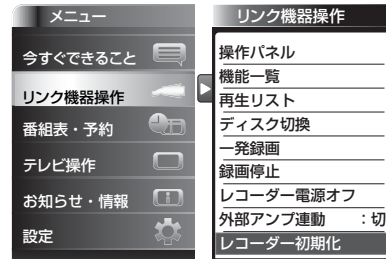 メニュー
今すぐできること
リンク機器操作
番組表・予約
テレビ操作
お知らせ・情報
設定
リンク機器操作
操作パネル
機能一覧
再生リスト
ディスク切換
一発録画
録画停止
レコーダー電源オフ
外部アンプ連動 ：切
レコーダー初期化